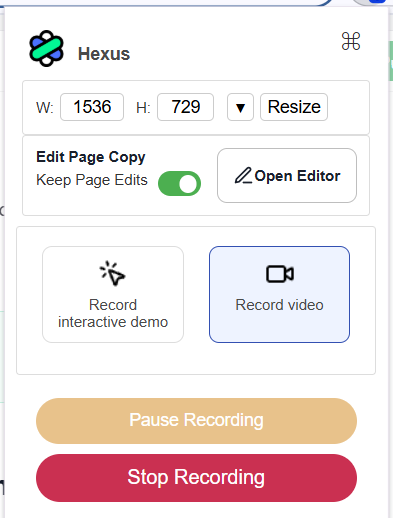 Hexus
⌘
W: 1536 H: 729 ▼ Resize
Edit Page Copy
Keep Page Edits
Open Editor
Record
interactive demo
Record video
Pause Recording
Stop Recording